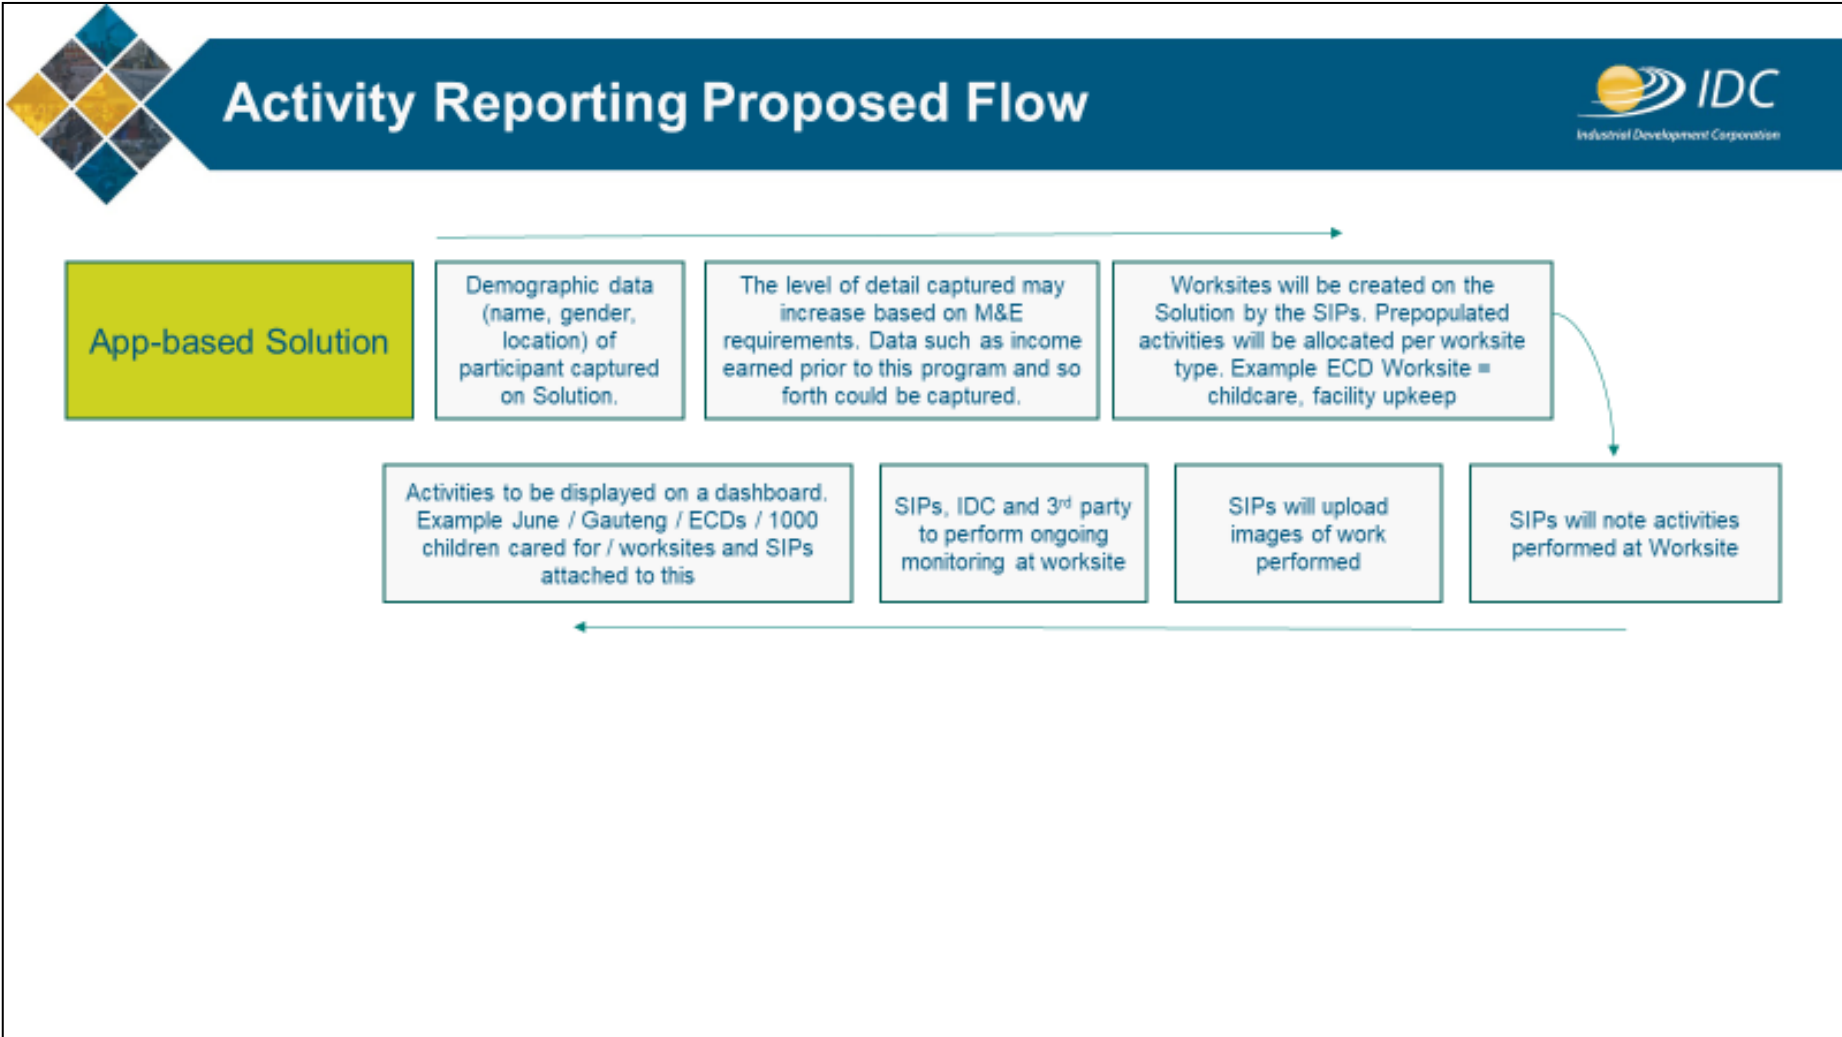 Activity Reporting Proposed Flow
IDC
Industrial Development Corporation
App-based Solution
Demographic data
(name, gender,
location) of
participant captured
on Solution.
The level of detail captured may
increase based on M&E
requirements. Data such as income
earned prior to this program and so
forth could be captured.
Worksites will be created on the
Solution by the SIPs. Prepopulated
activities will be allocated per worksite
type. Example ECD Worksite =
childcare, facility upkeep
SIPs will note activities
performed at Worksite
SIPs will upload
images of work
performed
SIPs, IDC and 3rd party
to perform ongoing
monitoring at worksite
Activities to be displayed on a dashboard.
Example June / Gauteng / ECDs / 1000
children cared for / worksites and SIPs
attached to this